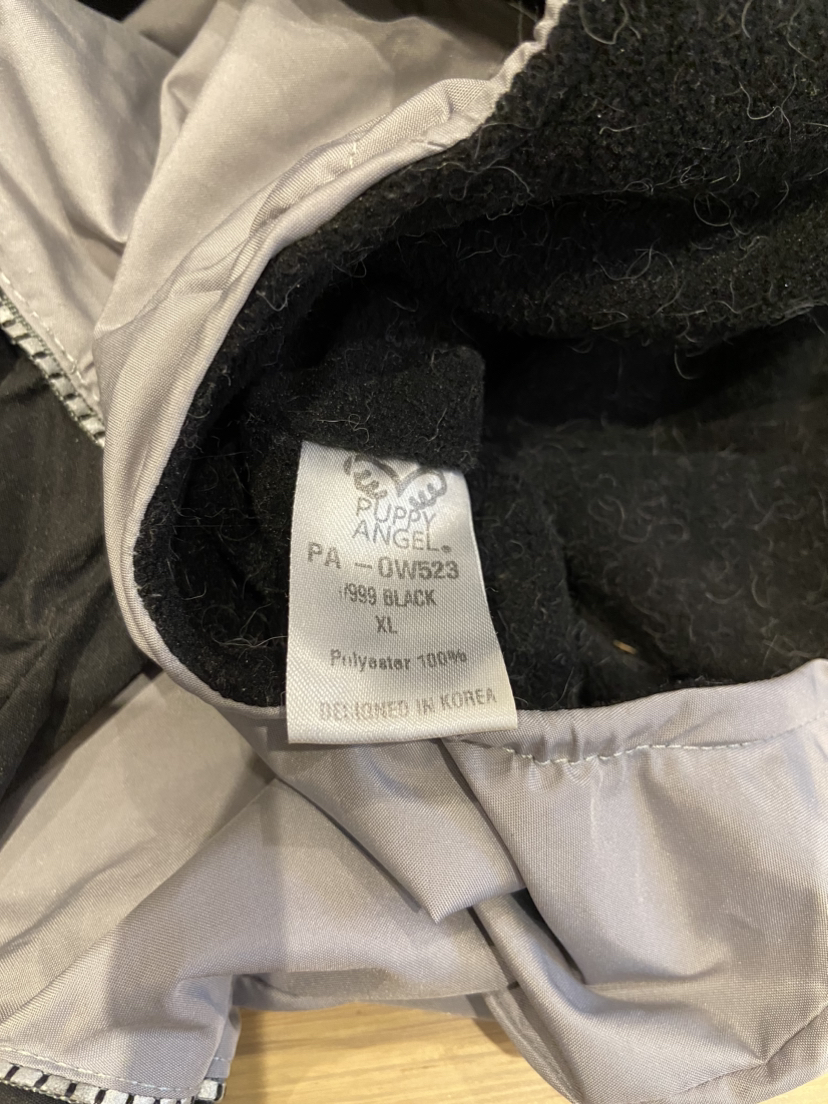 PUPPY
ANGEL®
PA - OW523
/999 BLACK
XL
Polyester 100%
DESIGNED IN KOREA